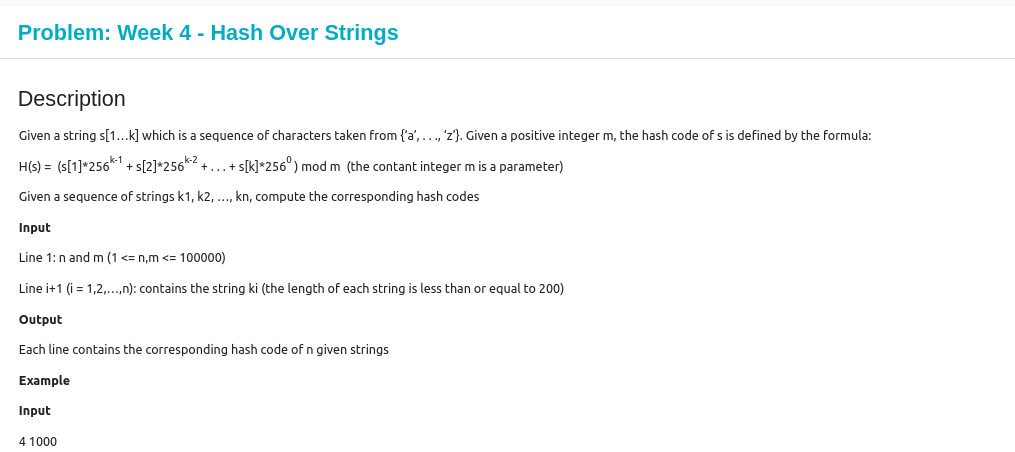 Problem: Week 4 - Hash Over Strings
Description
Given a string s[1…k] which is a sequence of characters taken from {‘a’, . . ., ‘z’}. Given a positive integer m, the hash code of s is defined by the formula:
H(s) = (s[1]*256^k-1 + s[2]*256^k-2 + . . . + s[k]*256^0 ) mod m (the contant integer m is a parameter)
Given a sequence of strings k1, k2, …, kn, compute the corresponding hash codes
Input
Line 1: n and m (1 <= n,m <= 100000)
Line i+1 (i = 1,2,…,n): contains the string ki (the length of each string is less than or equal to 200)
Output
Each line contains the corresponding hash code of n given strings
Example
Input
4 1000